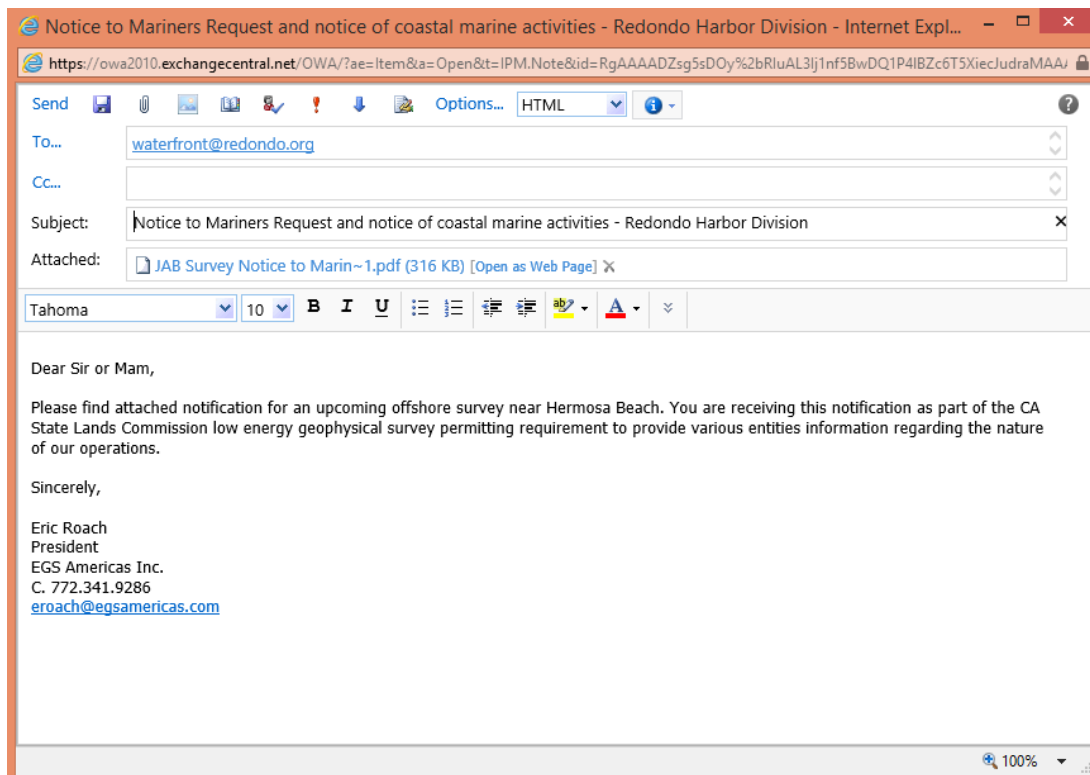 Notice to Mariners Request and notice of coastal marine activities - Redondo Harbor Division - Internet Expl...
https://owa2010.exchangecentral.net/OWA/?ae=Item&a=Open&t=IPM.Note&id=RgAAAADZsg5sDOy%2bRIuAL3Ij1nf5BwDQ1P4IBZc6T5XiecJudraMAAA
Send Options... HTML
To... waterfront@redondo.org
Cc...
Subject: Notice to Mariners Request and notice of coastal marine activities - Redondo Harbor Division
Attached: JAB Survey Notice to Marin~1.pdf (316 KB) [Open as Web Page]
Tahoma 10 B I U ab A
Dear Sir or Mam,
Please find attached notification for an upcoming offshore survey near Hermosa Beach. You are receiving this notification as part of the CA
State Lands Commission low energy geophysical survey permitting requirement to provide various entities information regarding the nature
of our operations.
Sincerely,
Eric Roach
President
EGS Americas Inc.
C. 772.341.9286
eroach@egsamericas.com
100%